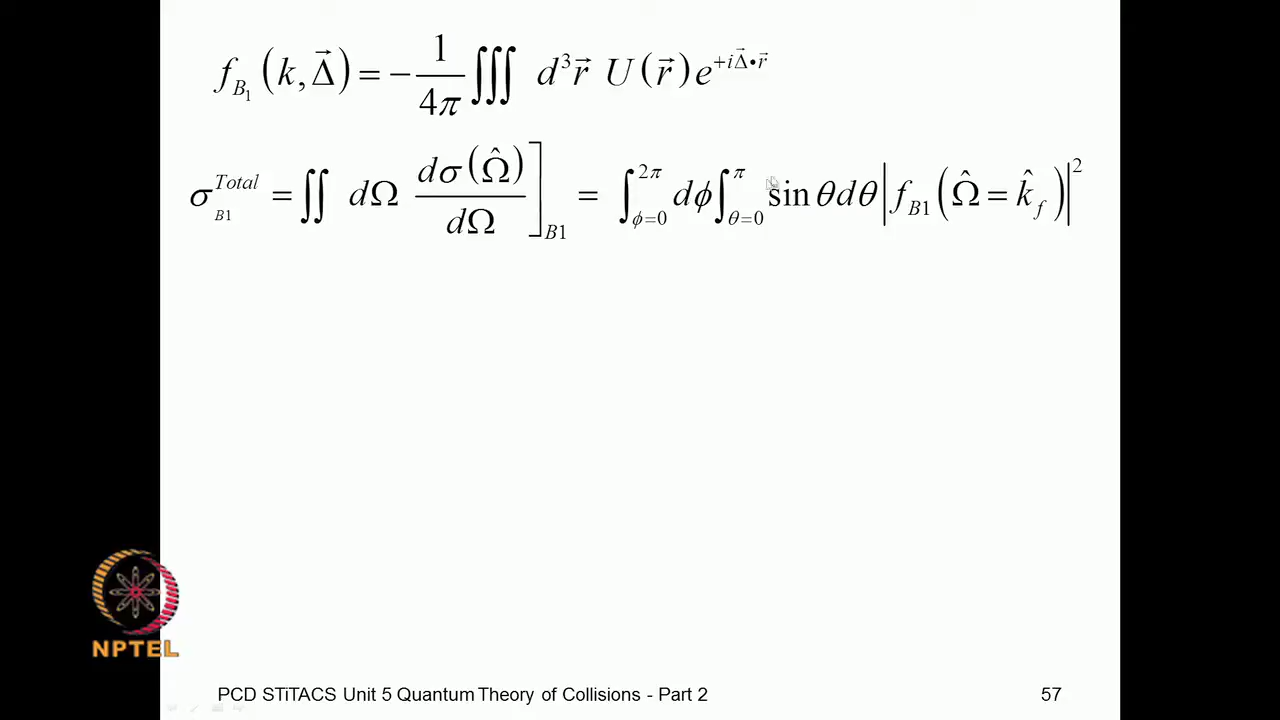 f_{B_1}(k, \vec{\Delta}) = -\frac{1}{4\pi} \iiint d^3\vec{r} \ U(\vec{r}) e^{+i\vec{\Delta}•\vec{r}}
\sigma_{B1}^{Total} = \iint d\Omega \left. \frac{d\sigma(\hat{\Omega})}{d\Omega} \right]_{B1} = \int_{\phi=0}^{2\pi} d\phi \int_{\theta=0}^{\pi} \sin\theta d\theta \left| f_{B1}(\hat{\Omega} = \hat{k}_f) \right|^2
NPTEL
PCD STiTACS Unit 5 Quantum Theory of Collisions - Part 2 57